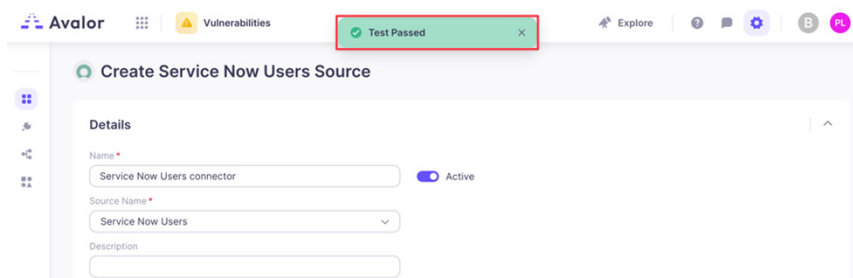 Avalor
Vulnerabilities
Test Passed
Explore
B
PL
Create Service Now Users Source
Details
Name *
Service Now Users connector
Active
Source Name *
Service Now Users
Description